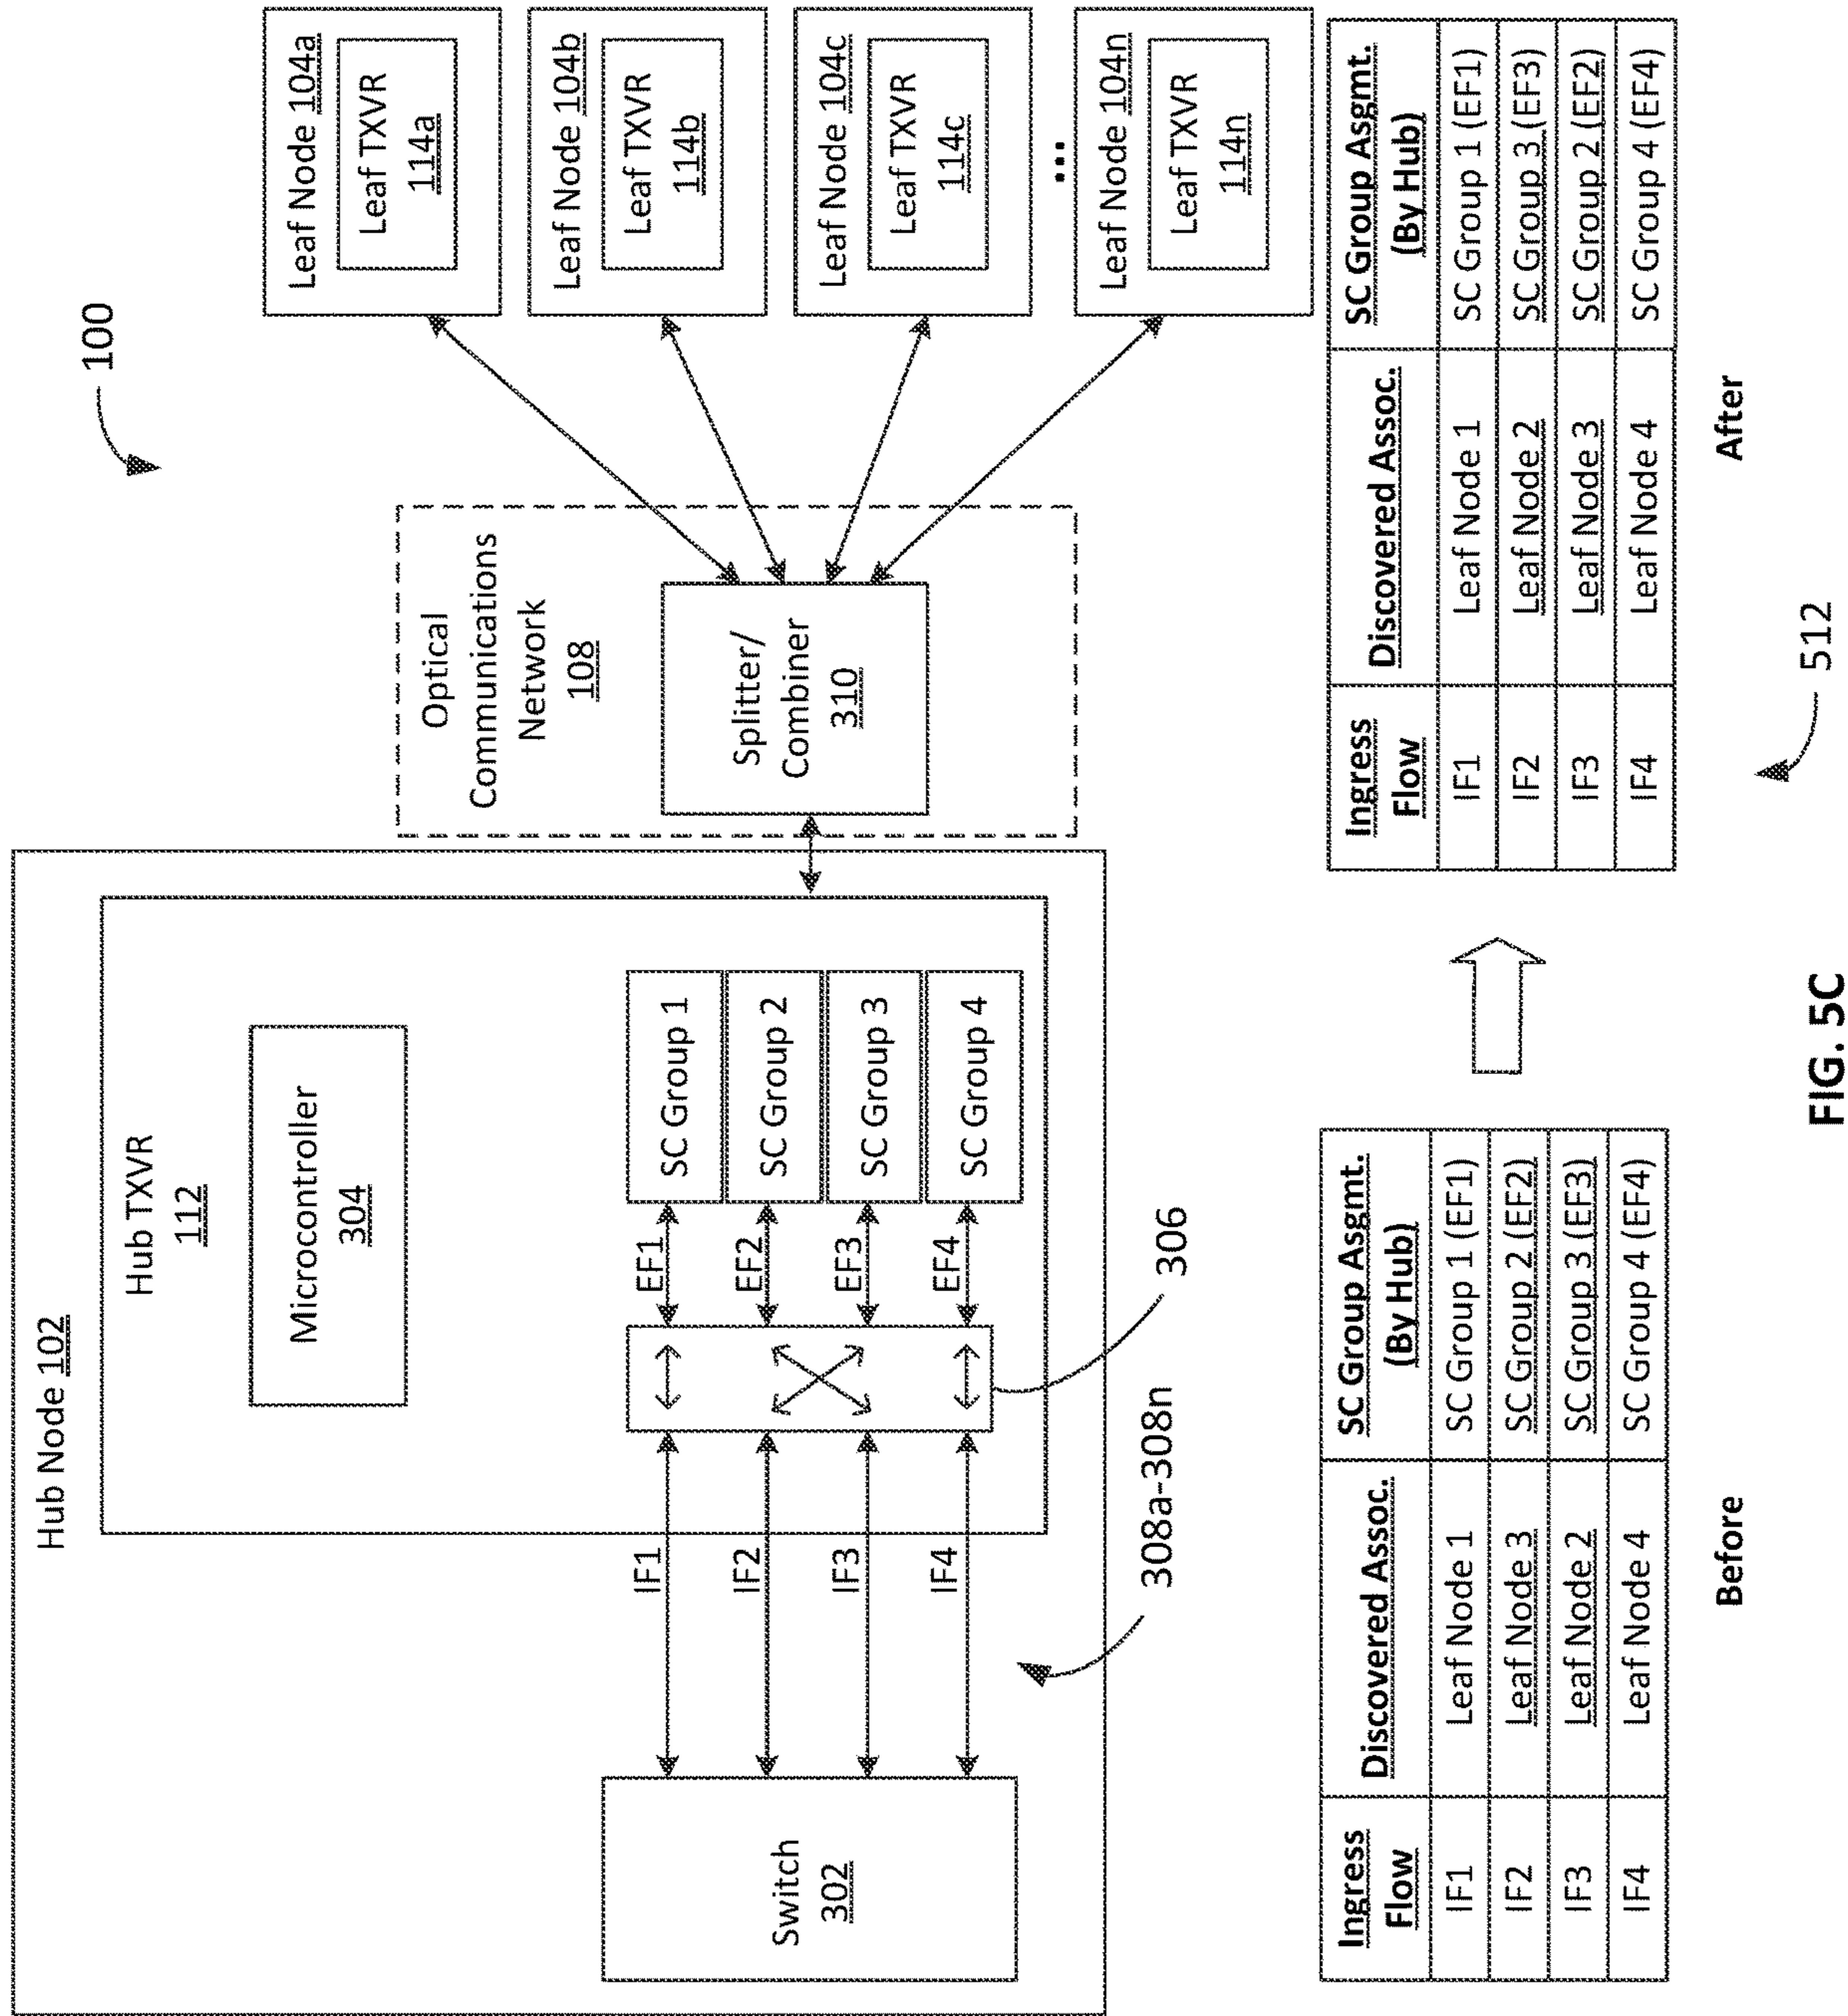 100
Hub Node 102
Hub TXVR
112
Microcontroller
304
Switch
302
IF1
IF2
IF3
IF4
EF1
EF2
EF3
EF4
SC Group 1
SC Group 2
SC Group 3
SC Group 4
306
308a-308n
Optical
Communications
Network
108
Splitter/
Combiner
310
Leaf Node 104a
Leaf TXVR
114a
Leaf Node 104b
Leaf TXVR
114b
Leaf Node 104c
Leaf TXVR
114c
...
Leaf Node 104n
Leaf TXVR
114n
Ingress Flow Discovered Assoc. SC Group Asgmt. (By Hub)
IF1 Leaf Node 1 SC Group 1 (EF1)
IF2 Leaf Node 3 SC Group 2 (EF2)
IF3 Leaf Node 2 SC Group 3 (EF3)
IF4 Leaf Node 4 SC Group 4 (EF4)
Before
Ingress Flow Discovered Assoc. SC Group Asgmt. (By Hub)
IF1 Leaf Node 1 SC Group 1 (EF1)
IF2 Leaf Node 2 SC Group 3 (EF3)
IF3 Leaf Node 3 SC Group 2 (EF2)
IF4 Leaf Node 4 SC Group 4 (EF4)
After
512
FIG. 5C